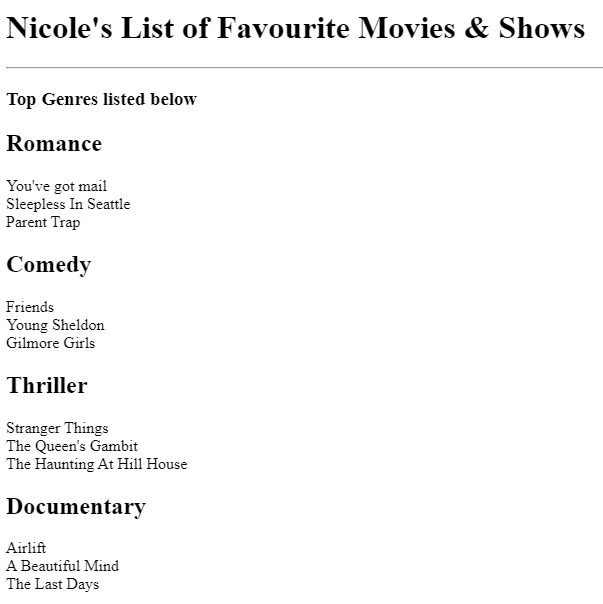 Nicole's List of Favourite Movies & Shows
Top Genres listed below
Romance
You've got mail
Sleepless In Seattle
Parent Trap
Comedy
Friends
Young Sheldon
Gilmore Girls
Thriller
Stranger Things
The Queen's Gambit
The Haunting At Hill House
Documentary
Airlift
A Beautiful Mind
The Last Days